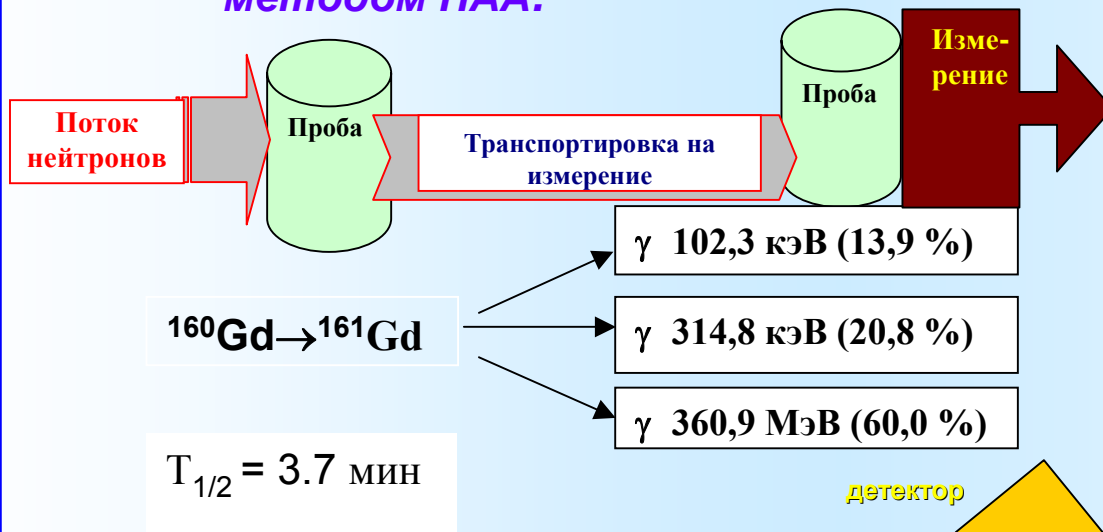 методом НАА:
Поток
нейтронов
Проба
Транспортировка на
измерение
Проба
Изме-
рение
γ 102,3 кэВ (13,9 %)
¹⁶⁰Gd→¹⁶¹Gd
γ 314,8 кэВ (20,8 %)
γ 360,9 МэВ (60,0 %)
T₁/₂ = 3.7 мин
детектор